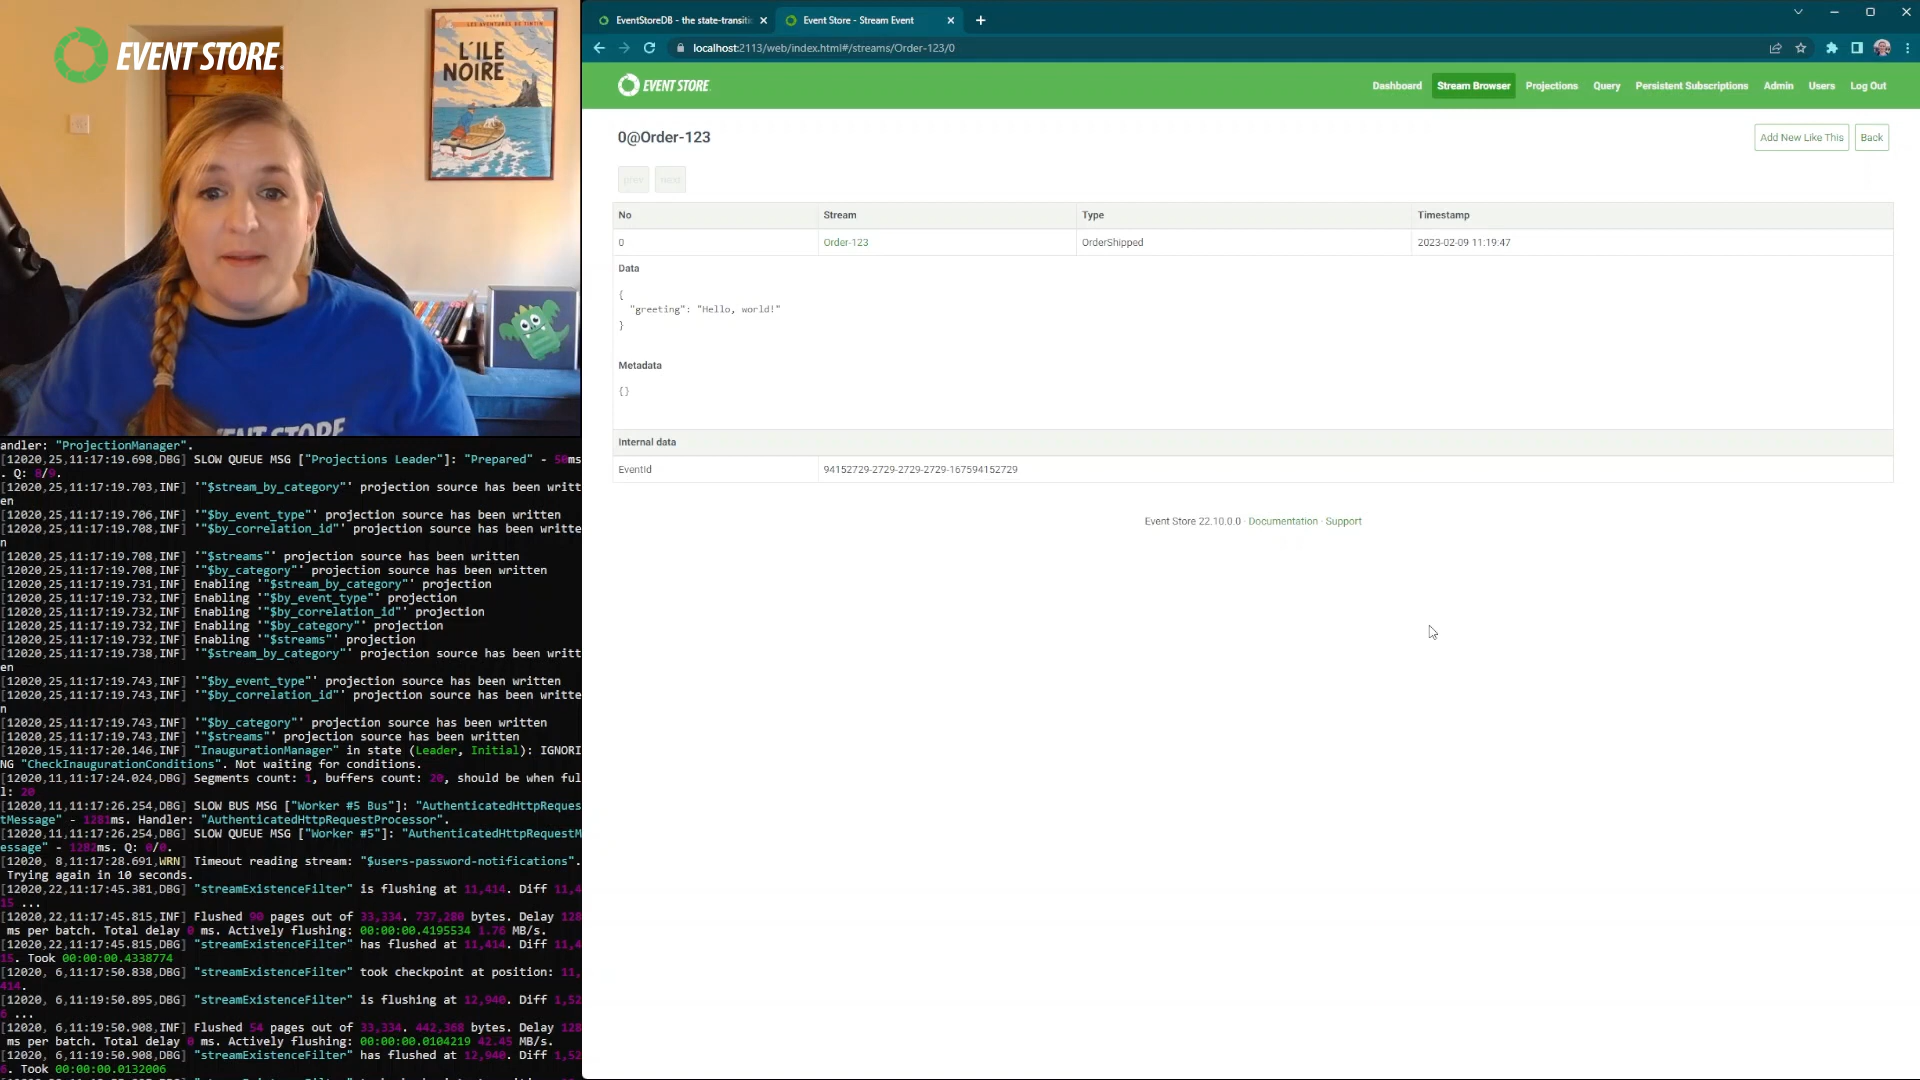 EVENT STORE
LES AVENTURES DE TINTIN
L'ILE
NOIRE
EVENT STORE
andler: "ProjectionManager".
[12020,25,11:17:19.698,DBG] SLOW QUEUE MSG ["Projections Leader"]: "Prepared" - 50ms
. Q: 8/9.
[12020,25,11:17:19.703,INF] '"$stream_by_category"' projection source has been writt
en
[12020,25,11:17:19.706,INF] '"$by_event_type"' projection source has been written
[12020,25,11:17:19.708,INF] '"$by_correlation_id"' projection source has been writte
n
[12020,25,11:17:19.708,INF] '"$streams"' projection source has been written
[12020,25,11:17:19.708,INF] '"$by_category"' projection source has been written
[12020,25,11:17:19.731,INF] Enabling '"$stream_by_category"' projection
[12020,25,11:17:19.732,INF] Enabling '"$by_event_type"' projection
[12020,25,11:17:19.732,INF] Enabling '"$by_correlation_id"' projection
[12020,25,11:17:19.732,INF] Enabling '"$by_category"' projection
[12020,25,11:17:19.732,INF] Enabling '"$streams"' projection
[12020,25,11:17:19.738,INF] '"$stream_by_category"' projection source has been writt
en
[12020,25,11:17:19.743,INF] '"$by_event_type"' projection source has been written
[12020,25,11:17:19.743,INF] '"$by_correlation_id"' projection source has been writte
n
[12020,25,11:17:19.743,INF] '"$by_category"' projection source has been written
[12020,25,11:17:19.743,INF] '"$streams"' projection source has been written
[12020,15,11:17:20.146,INF] "InaugurationManager" in state (Leader, Initial): IGNORI
NG "CheckInaugurationConditions". Not waiting for conditions.
[12020,11,11:17:24.024,DBG] Segments count: 1, buffers count: 20, should be when ful
l: 20
[12020,11,11:17:26.254,DBG] SLOW BUS MSG ["Worker #5 Bus"]: "AuthenticatedHttpReques
tMessage" - 1281ms. Handler: "AuthenticatedHttpRequestProcessor".
[12020,11,11:17:26.254,DBG] SLOW QUEUE MSG ["Worker #5"]: "AuthenticatedHttpRequestM
essage" - 1282ms. Q: 0/0.
[12020, 8,11:17:28.691,WRN] Timeout reading stream: "$users-password-notifications".
Trying again in 10 seconds.
[12020,22,11:17:45.381,DBG] "streamExistenceFilter" is flushing at 11,414. Diff 11,4
15 ...
[12020,22,11:17:45.815,INF] Flushed 90 pages out of 33,334. 737,280 bytes. Delay 128
ms per batch. Total delay 0 ms. Actively flushing: 00:00:00.4195534 1.76 MB/s.
[12020,22,11:17:45.815,DBG] "streamExistenceFilter" has flushed at 11,414. Diff 11,4
15. Took 00:00:00.4338774
[12020, 6,11:17:50.838,DBG] "streamExistenceFilter" took checkpoint at position: 11,
414.
[12020, 6,11:19:50.895,DBG] "streamExistenceFilter" is flushing at 12,940. Diff 1,52
6 ...
[12020, 6,11:19:50.908,INF] Flushed 54 pages out of 33,334. 442,368 bytes. Delay 128
ms per batch. Total delay 0 ms. Actively flushing: 00:00:00.0104219 42.45 MB/s.
[12020, 6,11:19:50.908,DBG] "streamExistenceFilter" has flushed at 12,940. Diff 1,52
6. Took 00:00:00.0132006
EventStoreDB - the state-transiti
Event Store - Stream Event
localhost:2113/web/index.html#/streams/Order-123/0
EVENT STORE
Dashboard
Stream Browser
Projections
Query
Persistent Subscriptions
Admin
Users
Log Out
0@Order-123
Add New Like This
Back
prev
next
No Stream Type Timestamp
0 Order-123 OrderShipped 2023-02-09 11:19:47
Data
{
"greeting": "Hello, world!"
}
Metadata
{}
Internal data
EventId 94152729-2729-2729-2729-167594152729
Event Store 22.10.0.0 · Documentation · Support